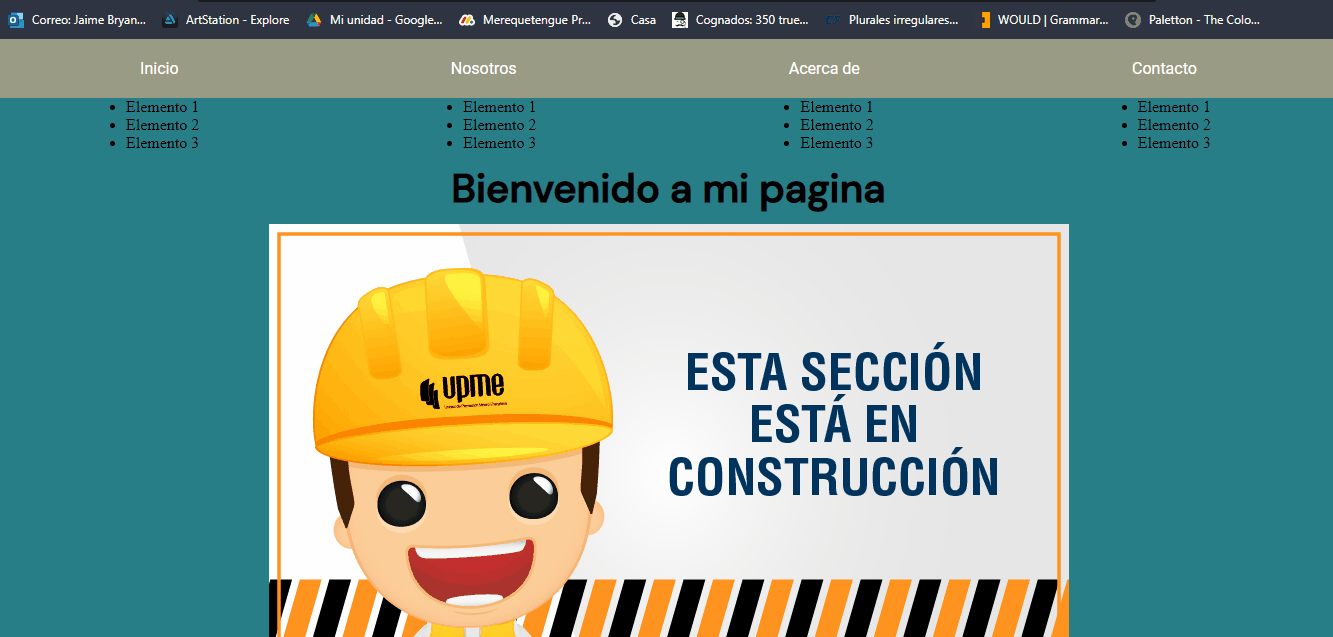 Correo: Jaime Bryan... ArtStation - Explore Mi unidad - Google... Merequetengue Pr... Casa Cognados: 350 true... Plurales irregulares... WOULD | Grammar... Paletton - The Colo...
Inicio Nosotros Acerca de Contacto
Elemento 1 Elemento 1 Elemento 1 Elemento 1
Elemento 2 Elemento 2 Elemento 2 Elemento 2
Elemento 3 Elemento 3 Elemento 3 Elemento 3
Bienvenido a mi pagina
upme
ESTA SECCIÓN
ESTÁ EN
CONSTRUCCIÓN